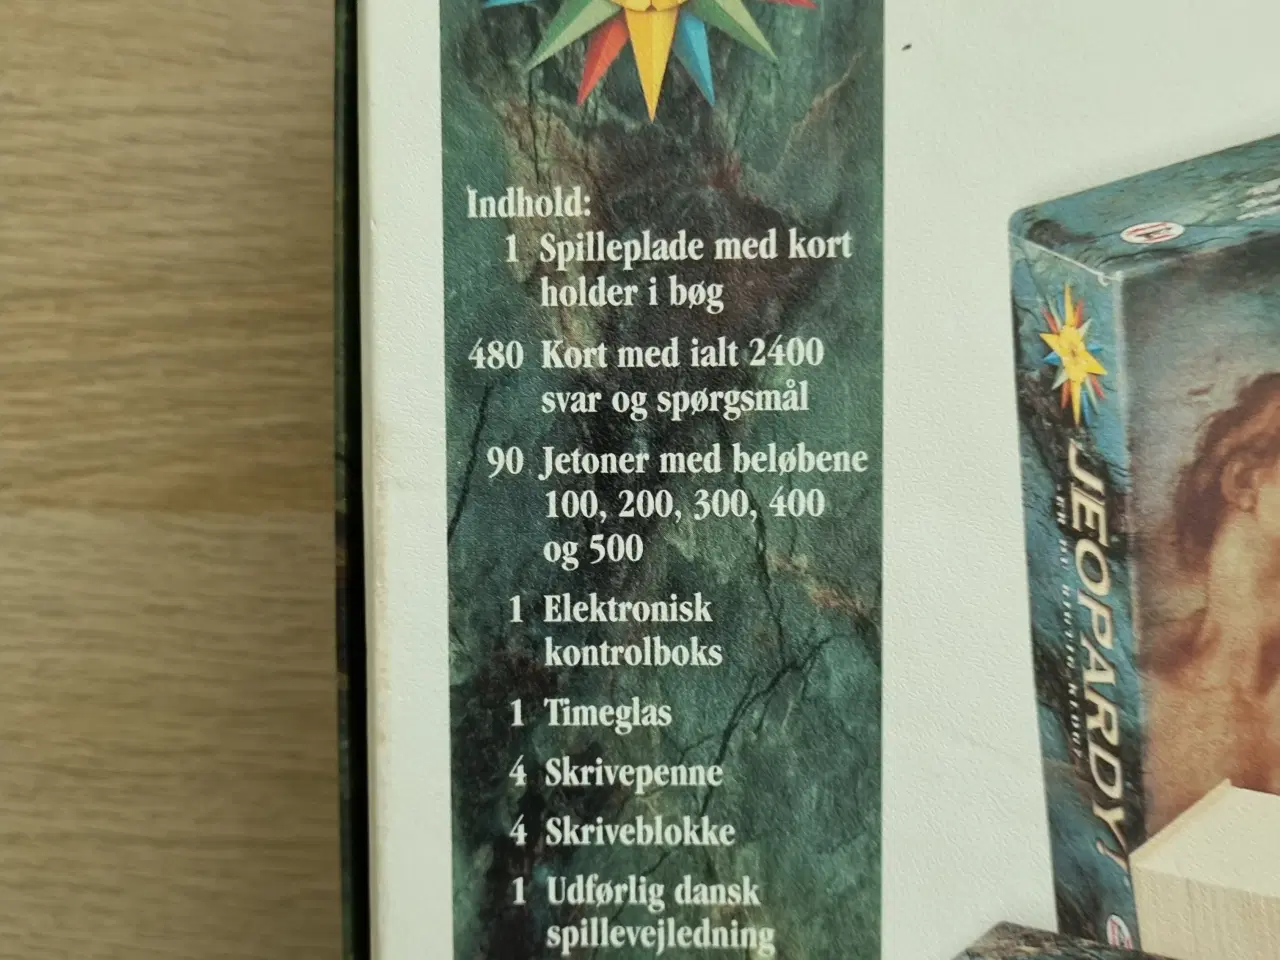 Indhold:
1 Spilleplade med kort
holder i bøg
480 Kort med ialt 2400
svar og spørgsmål
90 Jetoner med beløbene
100, 200, 300, 400
og 500
1 Elektronisk
kontrolboks
1 Timeglas
4 Skrivepenne
4 Skriveblokke
1 Udførlig dansk
spillevejledning
JEOPARDY!